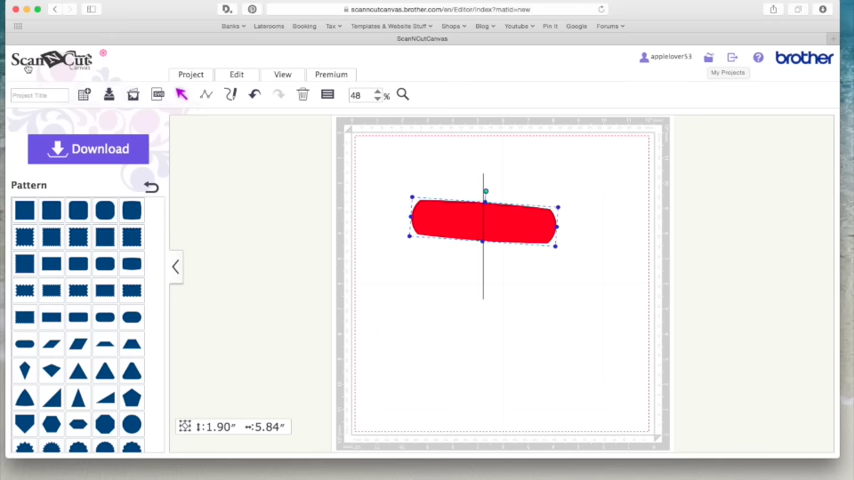 scanncutcanvas.brother.com/en/Editor/index?matid=new
Banks Laterooms Booking Tax Templates & Website Stuff Shops Blog Youtube Pin it Google Forums
ScanNCutCanvas
ScanNCut
Canvas
applelover53
brother
My Projects
Project Edit View Premium
Project Title
48 %
Download
Pattern
1.90" 5.84"